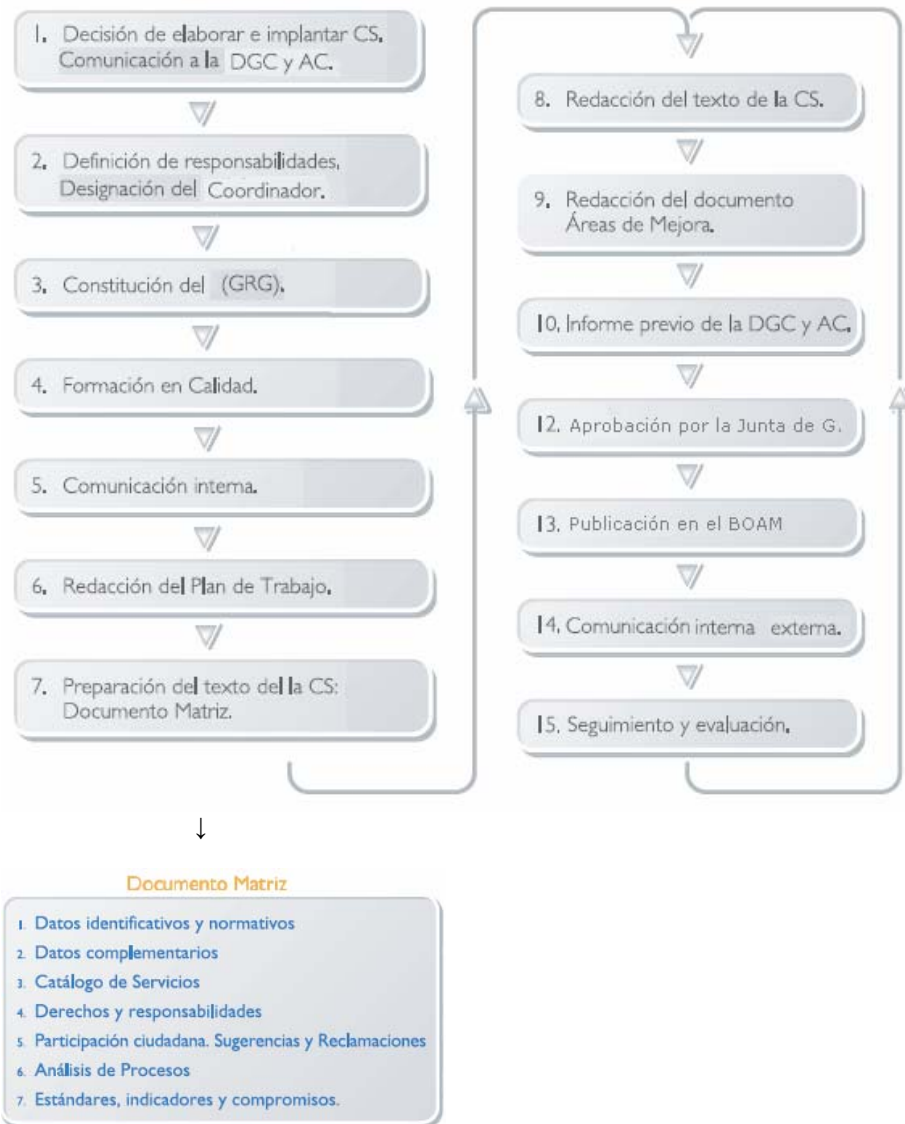 1. Decisión de elaborar e implantar CS.
Comunicación a la DGC y AC.
2. Definición de responsabilidades.
Designación del Coordinador.
3. Constitución del (GRG).
4. Formación en Calidad.
5. Comunicación interna.
6. Redacción del Plan de Trabajo.
7. Preparación del texto del la CS:
Documento Matriz.
8. Redacción del texto de la CS.
9. Redacción del documento
Áreas de Mejora.
10. Informe previo de la DGC y AC.
12. Aprobación por la Junta de G.
13. Publicación en el BOAM
14. Comunicación interna externa.
15. Seguimiento y evaluación.
Documento Matriz
1. Datos identificativos y normativos
2. Datos complementarios
3. Catálogo de Servicios
4. Derechos y responsabilidades
5. Participación ciudadana. Sugerencias y Reclamaciones
6. Análisis de Procesos
7. Estándares, indicadores y compromisos.